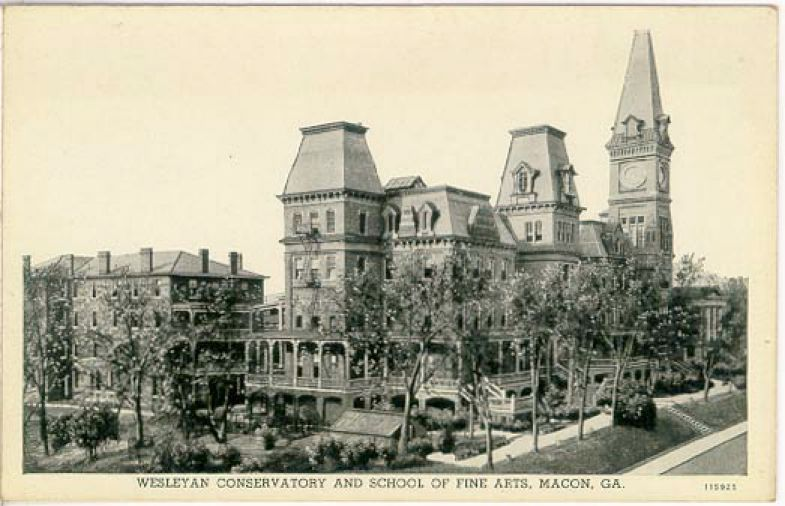 WESLEYAN CONSERVATORY AND SCHOOL OF FINE ARTS, MACON, GA. 115925